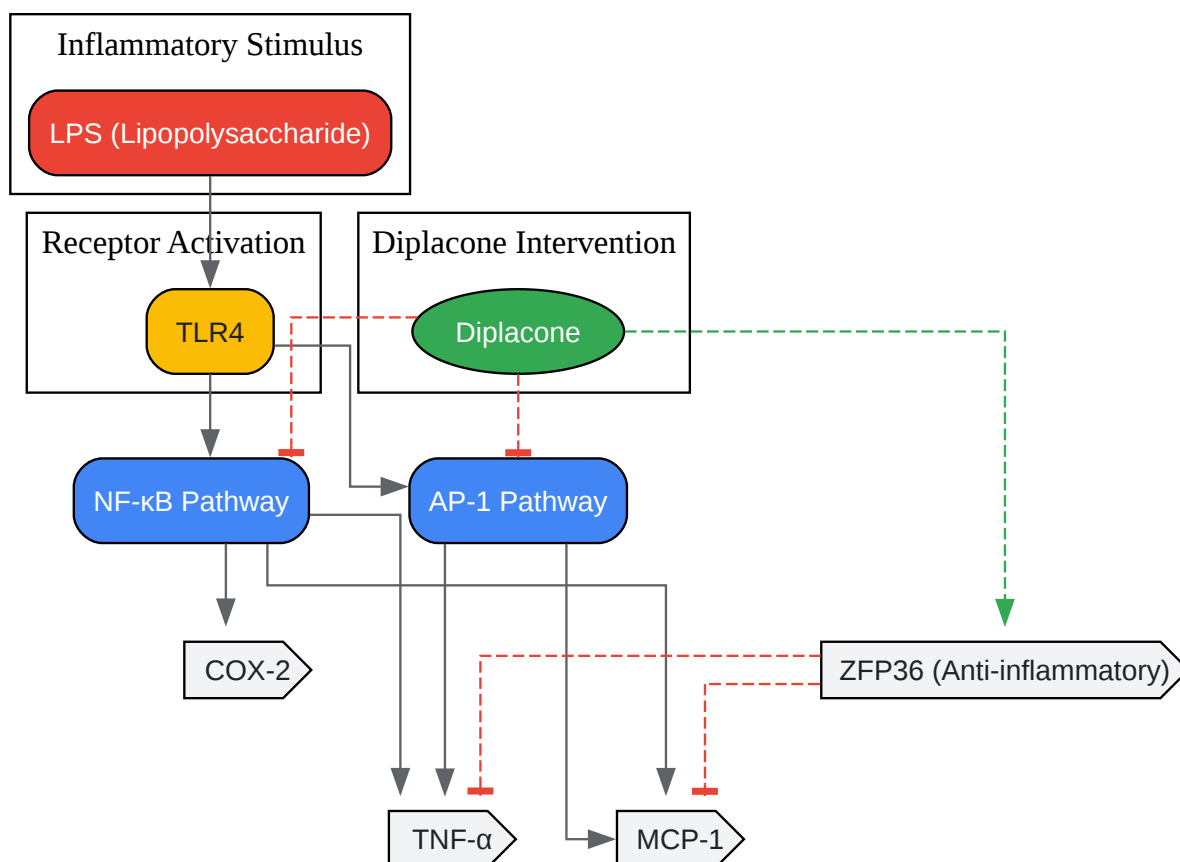 Inflammatory Stimulus
LPS (Lipopolysaccharide)
Receptor Activation
Diplacone Intervention
TLR4
Diplacone
NF-κB Pathway
AP-1 Pathway
COX-2
ZFP36 (Anti-inflammatory)
TNF-α
MCP-1